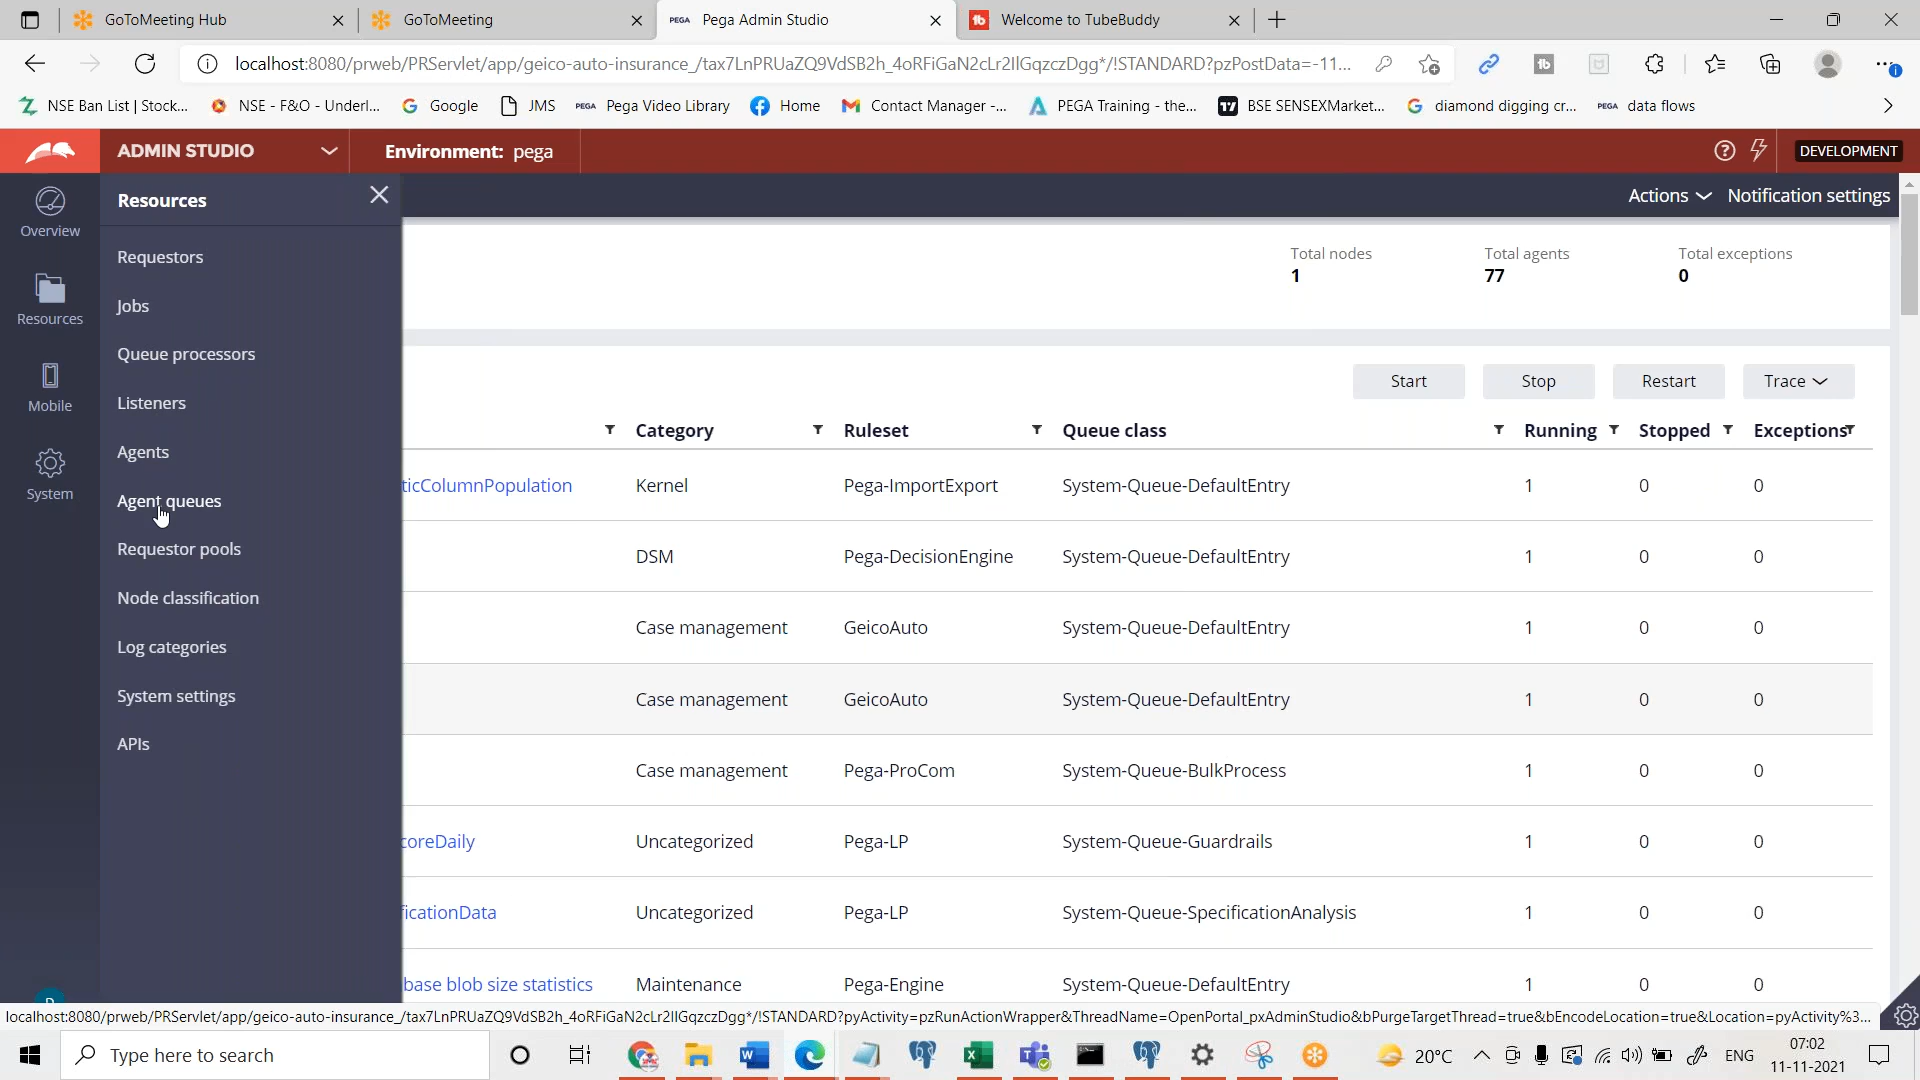 GoToMeeting Hub
GoToMeeting
PEGA Pega Admin Studio
Welcome to TubeBuddy
localhost:8080/prweb/PRServlet/app/geico-auto-insurance_/tax7LnPRUaZQ9VdSB2h_4oRFiGaN2cLr2IlGqzczDgg*/!STANDARD?pzPostData=-11...
NSE Ban List | Stock...
NSE - F&O - Underl...
Google
JMS
PEGA Pega Video Library
Home
Contact Manager -...
PEGA Training - the...
BSE SENSEXMarket...
diamond digging cr...
PEGA data flows
ADMIN STUDIO
Environment: pega
DEVELOPMENT
Actions
Notification settings
Overview
Resources
Mobile
System
Resources
Requestors
Jobs
Queue processors
Listeners
Agents
Agent queues
Requestor pools
Node classification
Log categories
System settings
APIs
Total nodes Total agents Total exceptions
1 77 0
Start Stop Restart Trace
Category Ruleset Queue class Running Stopped Exceptions
ticColumnPopulation Kernel Pega-ImportExport System-Queue-DefaultEntry 1 0 0
DSM Pega-DecisionEngine System-Queue-DefaultEntry 1 0 0
Case management GeicoAuto System-Queue-DefaultEntry 1 0 0
Case management GeicoAuto System-Queue-DefaultEntry 1 0 0
Case management Pega-ProCom System-Queue-BulkProcess 1 0 0
coreDaily Uncategorized Pega-LP System-Queue-Guardrails 1 0 0
ficationData Uncategorized Pega-LP System-Queue-SpecificationAnalysis 1 0 0
base blob size statistics Maintenance Pega-Engine System-Queue-DefaultEntry 1 0 0
localhost:8080/prweb/PRServlet/app/geico-auto-insurance_/tax7LnPRUaZQ9VdSB2h_4oRFiGaN2cLr2IlGqzczDgg*/!STANDARD?pyActivity=pzRunActionWrapper&ThreadName=OpenPortal_pxAdminStudio&bPurgeTargetThread=true&bEncodeLocation=true&Location=pyActivity%3...
Type here to search
20°C
ENG
07:02
11-11-2021